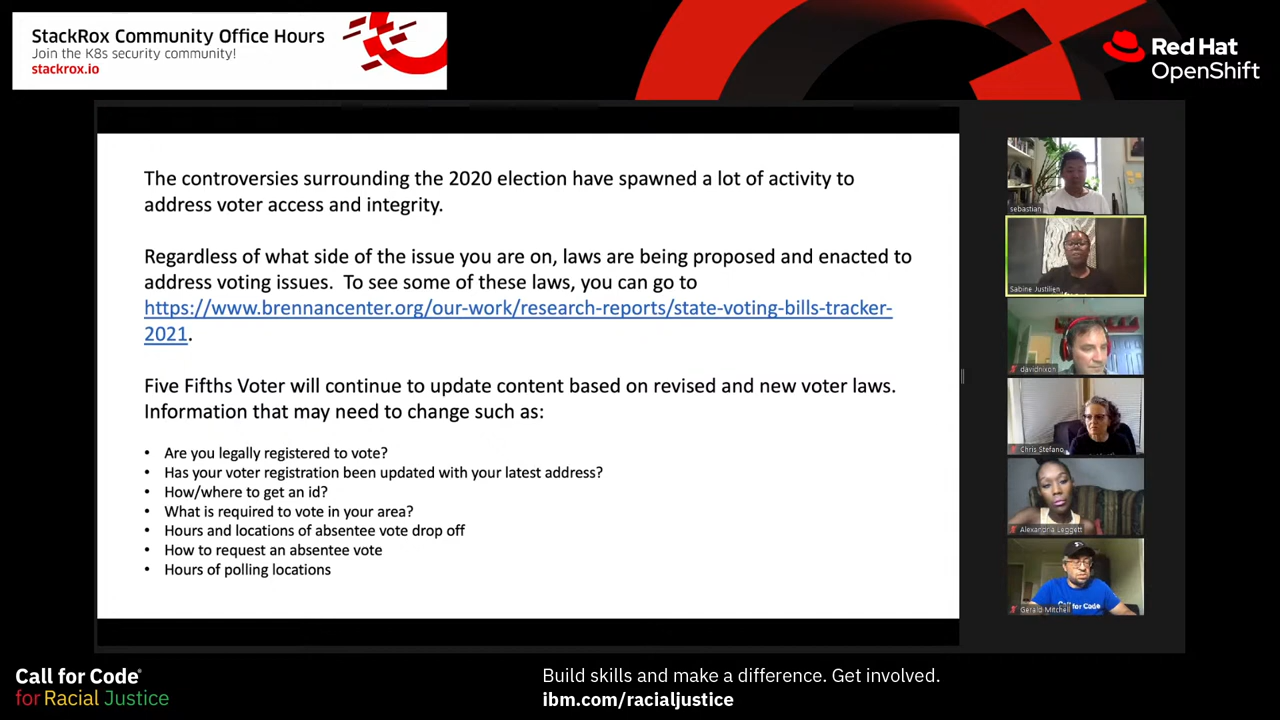 StackRox Community Office Hours
Join the K8s security community!
stackrox.io
Red Hat
OpenShift
The controversies surrounding the 2020 election have spawned a lot of activity to
address voter access and integrity.
Regardless of what side of the issue you are on, laws are being proposed and enacted to
address voting issues.  To see some of these laws, you can go to
https://www.brennancenter.org/our-work/research-reports/state-voting-bills-tracker-
2021.
Five Fifths Voter will continue to update content based on revised and new voter laws.
Information that may need to change such as:
• Are you legally registered to vote?
• Has your voter registration been updated with your latest address?
• How/where to get an id?
• What is required to vote in your area?
• Hours and locations of absentee vote drop off
• How to request an absentee vote
• Hours of polling locations
sebastian
Sabine Justilien
davidnixon
Chris Stefano
Alexandria Leggett
Call for Code
Gerald Mitchell
Call for Code®
for Racial Justice
Build skills and make a difference. Get involved.
ibm.com/racialjustice